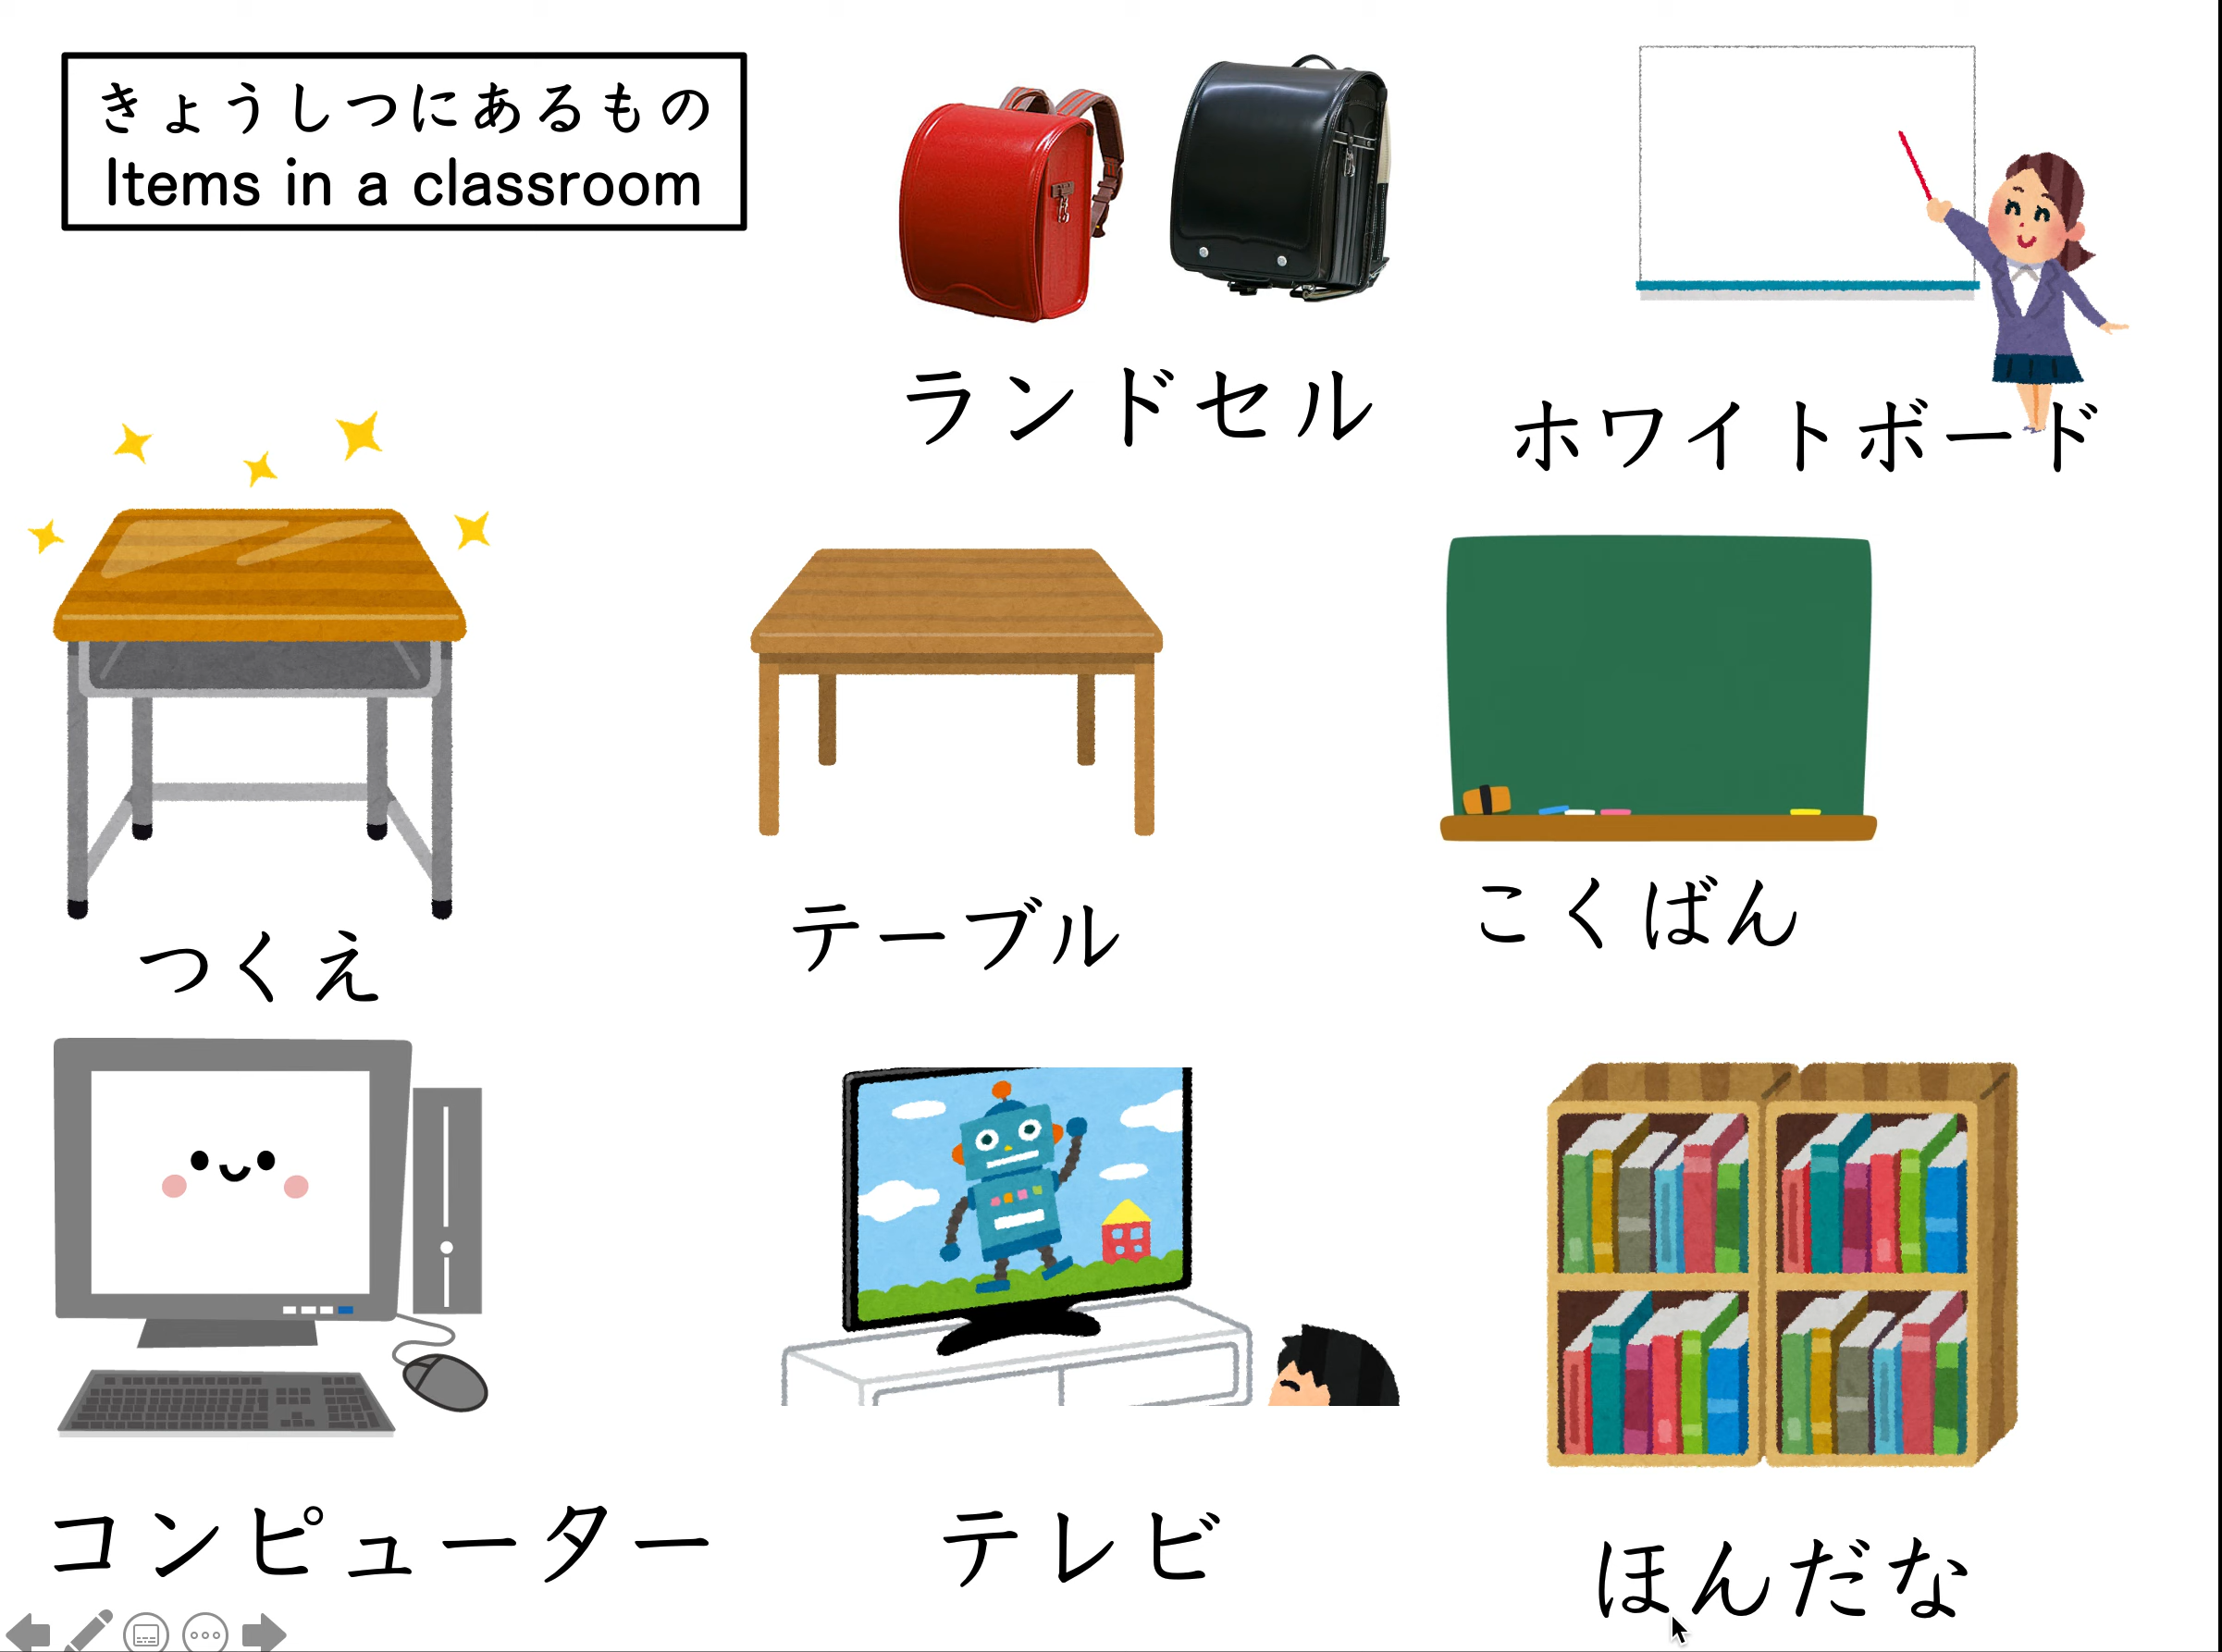 きょうしつにあるもの
Items in a classroom
ランドセル
ホワイトボード
つくえ
テーブル
こくばん
コンピューター
テレビ
ほんだな